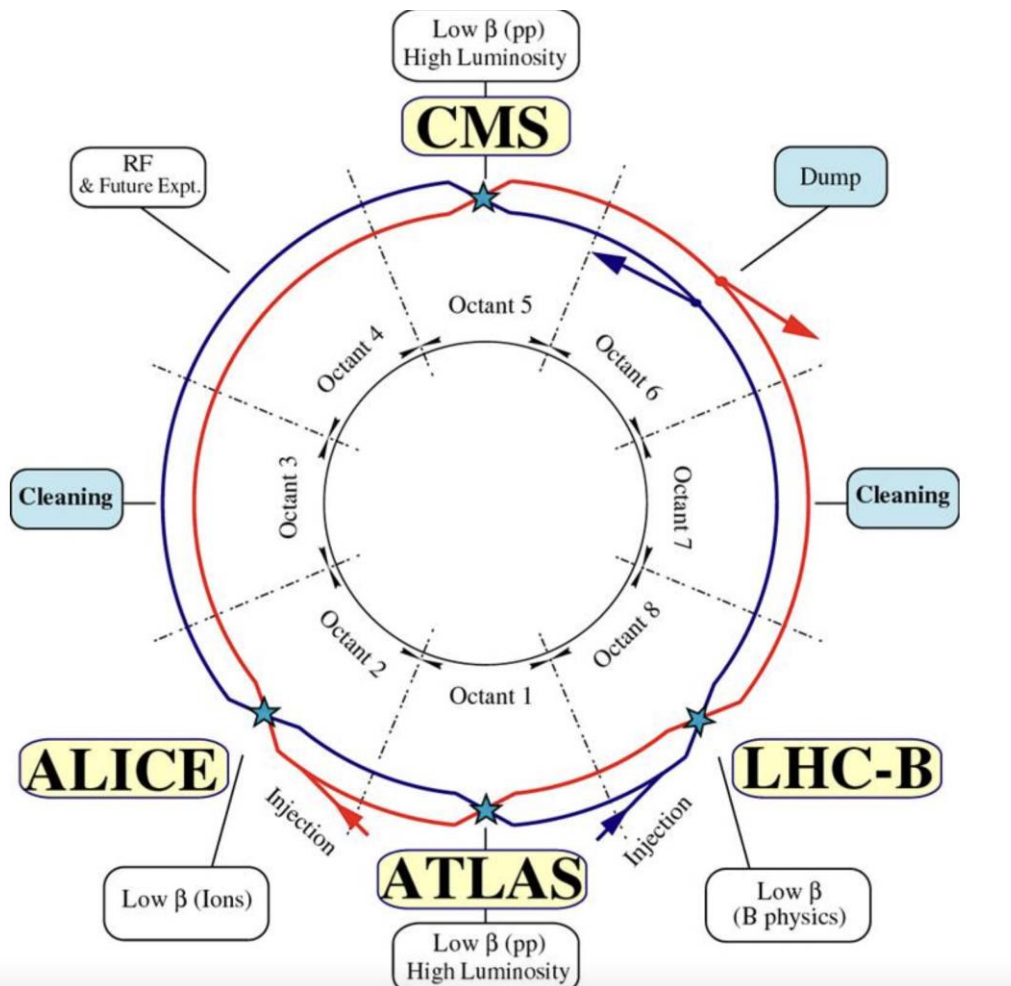 Low β (pp)
High Luminosity
CMS
RF
& Future Expt.
Dump
Octant 5
Octant 4
Octant 6
Cleaning
Octant 3
Octant 7
Cleaning
Octant 2
Octant 8
Octant 1
ALICE
LHC-B
Injection
Injection
ATLAS
Low β (Ions)
Low β
(B physics)
Low β (pp)
High Luminosity